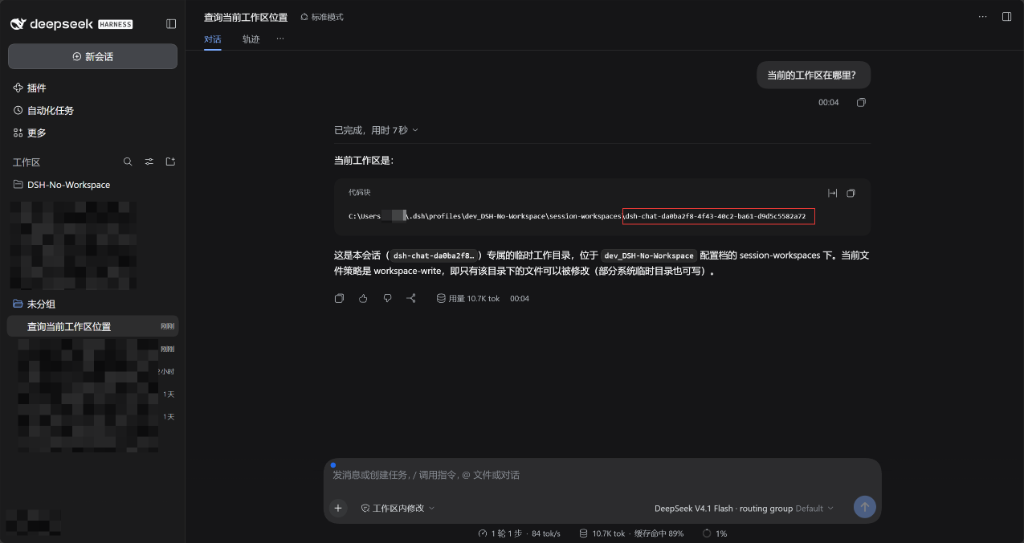 deepseek HARNESS
新会话
插件
自动化任务
更多
工作区
DSH-No-Workspace
未分组
查询当前工作区位置 刚刚
刚刚
小时
1 天
1 天
查询当前工作区位置 标准模式
对话 轨迹 ···
当前的工作区在哪里?
00:04
已完成，用时 7秒
当前工作区是：
代码块
C:\Users \.dsh\profiles\dev_DSH-No-Workspace\session-workspaces\dsh-chat-da0ba2f8-4f43-40c2-ba61-d9d5c5582a72
这是本会话（ dsh-chat-da0ba2f8… ）专属的临时工作目录，位于 dev_DSH-No-Workspace 配置档的 session-workspaces 下。当前文
件策略是 workspace-write，即只有该目录下的文件可以被修改（部分系统临时目录也可写）。
用量 10.7K tok 00:04
发消息或创建任务, / 调用指令, @ 文件或对话
工作区内修改
DeepSeek V4.1 Flash · routing group Default
1 轮 1 步 · 84 tok/s 10.7K tok · 缓存命中 89% 1%